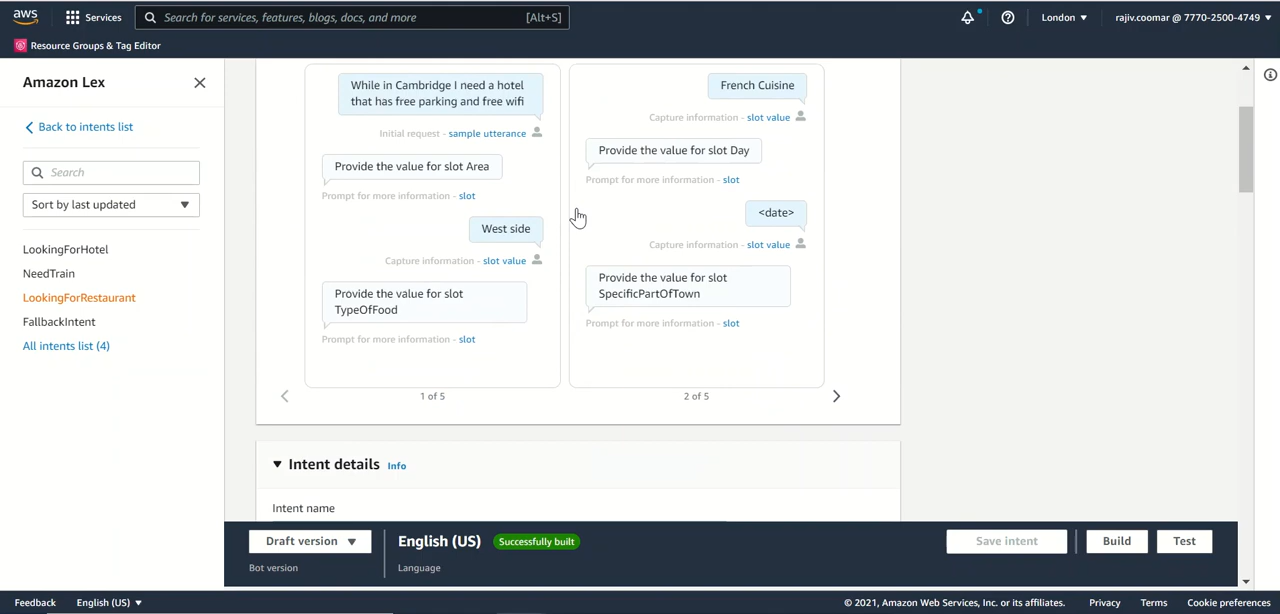 aws
Services
Search for services, features, blogs, docs, and more
[Alt+S]
London ▼
rajiv.coomar @ 7770-2500-4749 ▼
Resource Groups & Tag Editor
Amazon Lex
Back to intents list
Search
Sort by last updated
LookingForHotel
NeedTrain
LookingForRestaurant
FallbackIntent
All intents list (4)
While in Cambridge I need a hotel
that has free parking and free wifi
Initial request - sample utterance
Provide the value for slot Area
Prompt for more information - slot
West side
Capture information - slot value
Provide the value for slot
TypeOfFood
Prompt for more information - slot
1 of 5
French Cuisine
Capture information - slot value
Provide the value for slot Day
Prompt for more information - slot
<date>
Capture information - slot value
Provide the value for slot
SpecificPartOfTown
Prompt for more information - slot
2 of 5
Intent details Info
Intent name
Draft version ▼
Bot version
English (US) Successfully built
Language
Save intent
Build
Test
Feedback
English (US) ▼
© 2021, Amazon Web Services, Inc. or its affiliates.
Privacy
Terms
Cookie preferences